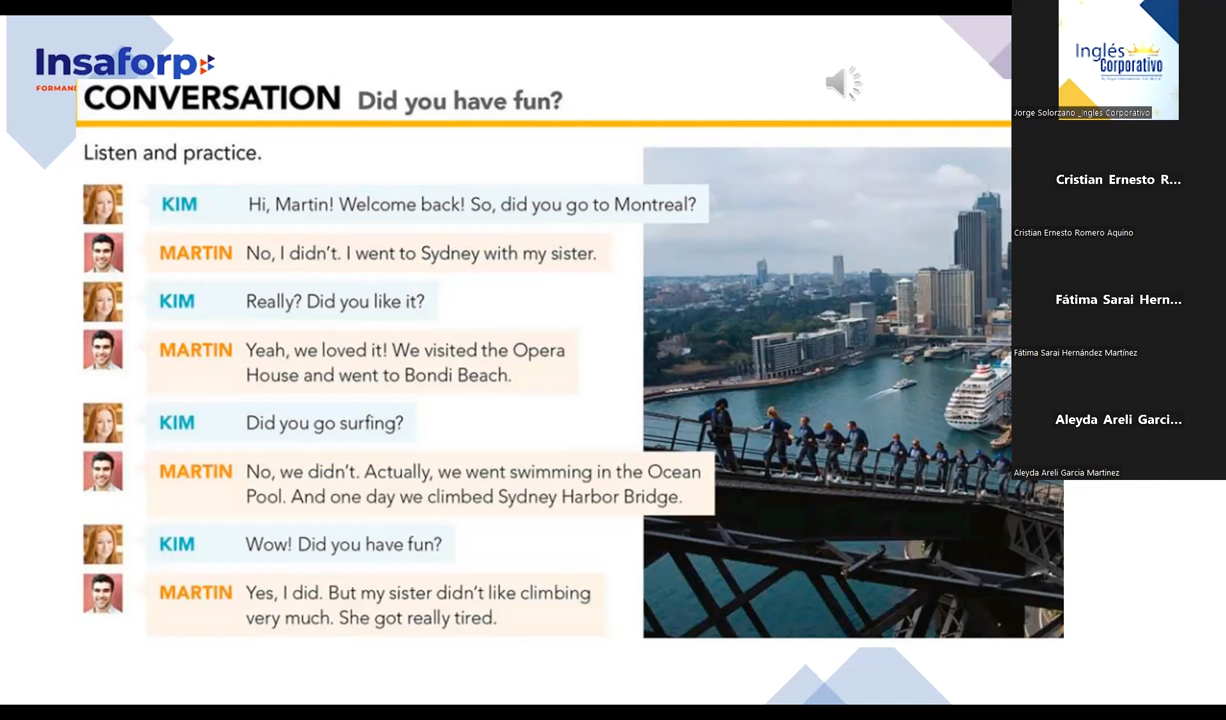 Insaforp
FORMAN
CONVERSATION Did you have fun?
Listen and practice.
KIM Hi, Martin! Welcome back! So, did you go to Montreal?
MARTIN No, I didn't. I went to Sydney with my sister.
KIM Really? Did you like it?
MARTIN Yeah, we loved it! We visited the Opera
House and went to Bondi Beach.
KIM Did you go surfing?
MARTIN No, we didn't. Actually, we went swimming in the Ocean
Pool. And one day we climbed Sydney Harbor Bridge.
KIM Wow! Did you have fun?
MARTIN Yes, I did. But my sister didn't like climbing
very much. She got really tired.
Inglés
Corporativo
Jorge Solorzano _Ingles Corporativo
Cristian Ernesto R...
Cristian Ernesto Romero Aquino
Fátima Sarai Hern...
Fátima Sarai Hernández Martínez
Aleyda Areli Garci...
Aleyda Areli Garcia Martinez